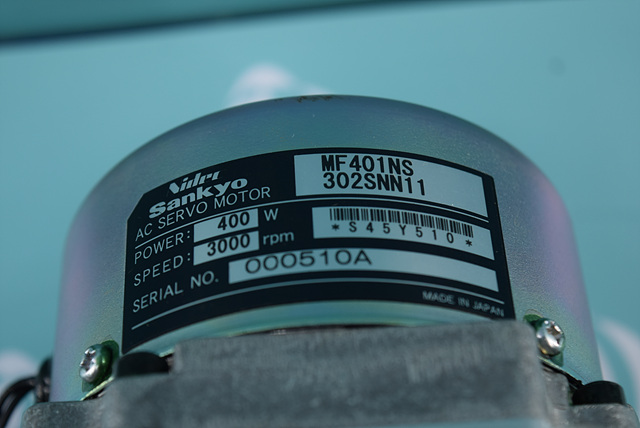 Nidec
Sankyo
AC SERVO MOTOR
MF401NS
302SNN11
POWER: 400 W
SPEED: 3000 rpm
*S45Y510*
SERIAL NO. 000510A
MADE IN JAPAN